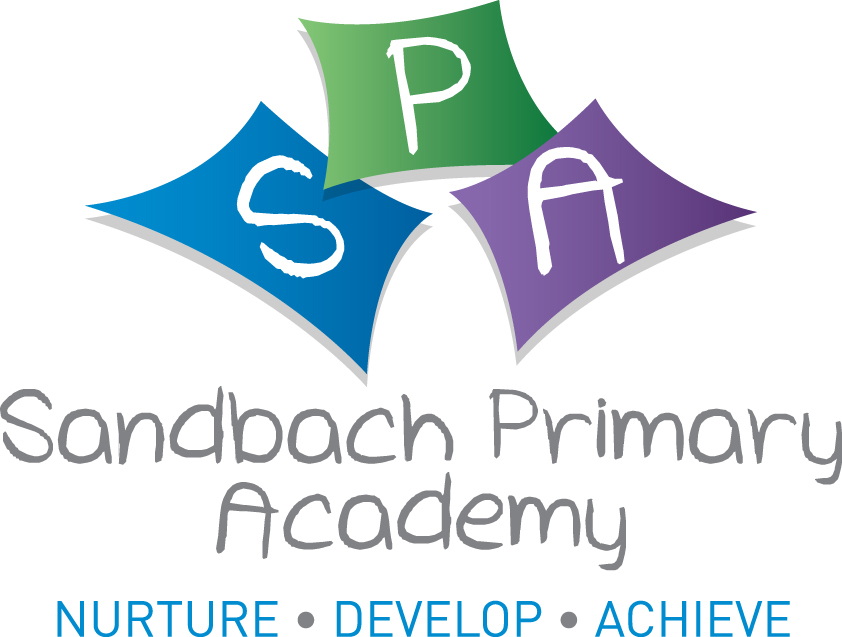 S P A
Sandbach Primary
Academy
NURTURE • DEVELOP • ACHIEVE